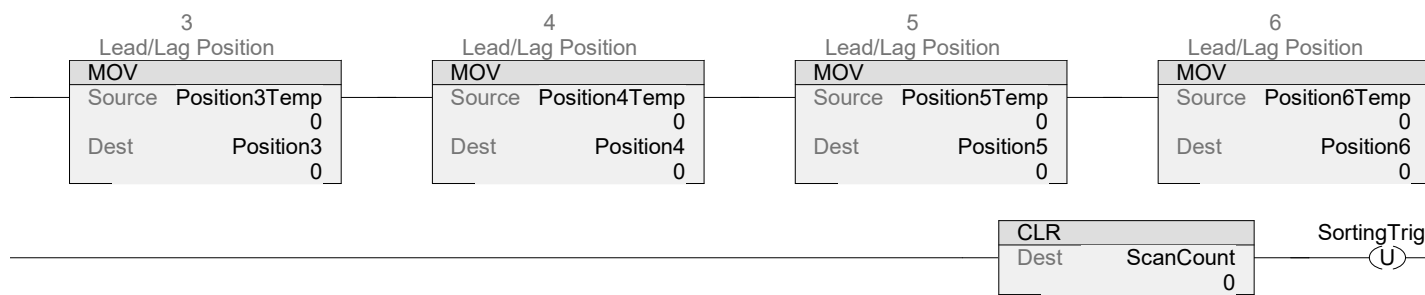 3 4 5 6
Lead/Lag Position Lead/Lag Position Lead/Lag Position Lead/Lag Position
MOV MOV MOV MOV
Source Position3Temp Source Position4Temp Source Position5Temp Source Position6Temp
0 0 0 0
Dest Position3 Dest Position4 Dest Position5 Dest Position6
0 0 0 0
CLR SortingTrig
Dest ScanCount U
0